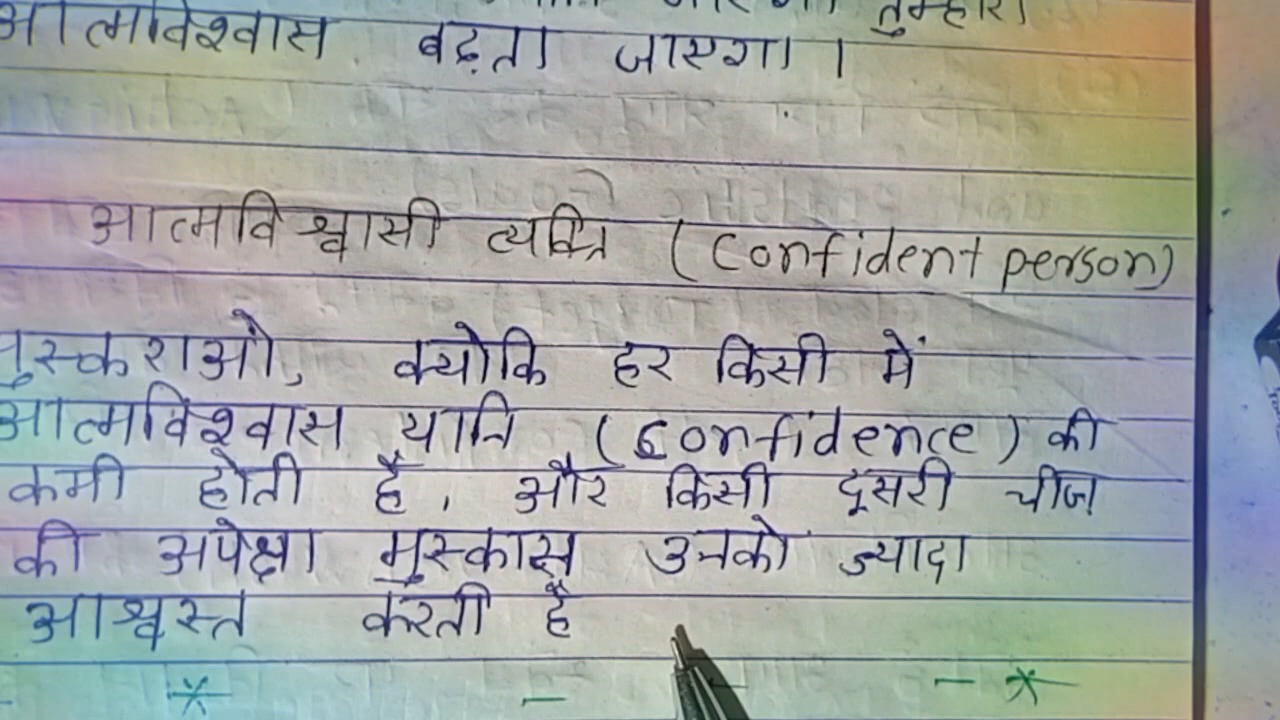 तुम्हारा
आत्मविश्वास बढ़ता जाएगा ।
आत्मविश्वासी व्यक्ति (confident person)
मुस्कराओ, क्योकि हर किसी में
आत्मविश्वास यानि (confidence) की
कमी होती है, और किसी दूसरी चीज
की अपेक्षा मुस्कास उनको ज्यादा
आश्वस्त करती है